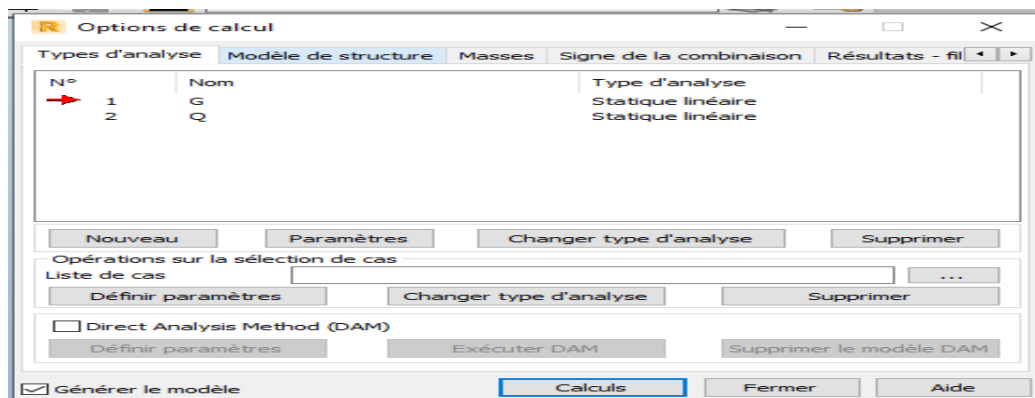 R Options de calcul
Types d'analyse Modèle de structure Masses Signe de la combinaison Résultats - fil
N° Nom Type d'analyse
1 G Statique linéaire
2 Q Statique linéaire
Nouveau Paramètres Changer type d'analyse Supprimer
Opérations sur la sélection de cas
Liste de cas ...
Définir paramètres Changer type d'analyse Supprimer
Direct Analysis Method (DAM)
Définir paramètres Exécuter DAM Supprimer le modèle DAM
Générer le modèle Calculs Fermer Aide